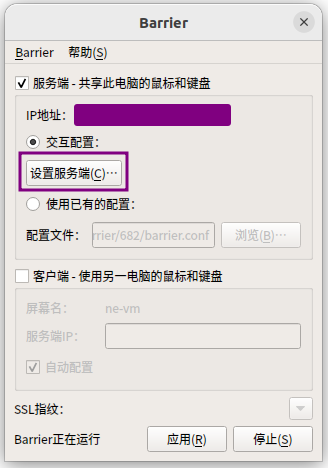 Barrier
Barrier 帮助(S)
服务端 - 共享此电脑的鼠标和键盘
IP地址：
交互配置：
设置服务端(C)…
使用已有的配置：
配置文件： rrier/682/barrier.conf 浏览(B)…
客户端 - 使用另一电脑的鼠标和键盘
屏幕名： ne-vm
服务端IP：
自动配置
SSL指纹：
Barrier正在运行 应用(R) 停止(S)